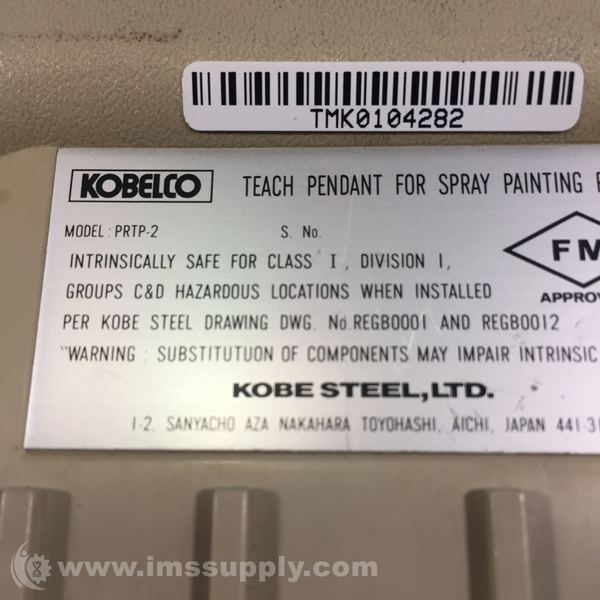 TMK0104282
KOBELCO TEACH PENDANT FOR SPRAY PAINTING
MODEL: PRTP-2 S. No.
INTRINSICALLY SAFE FOR CLASS I, DIVISION I,
GROUPS C&D HAZARDOUS LOCATIONS WHEN INSTALLED
PER KOBE STEEL DRAWING DWG. No.REGB0001 AND REGB0012
"WARNING : SUBSTITUTUON OF COMPONENTS MAY IMPAIR INTRINSIC
FM
APPROV
KOBE STEEL, LTD.
1-2, SANYACHO AZA NAKAHARA TOYOHASHI, AICHI, JAPAN 441-31
www.imssupply.com